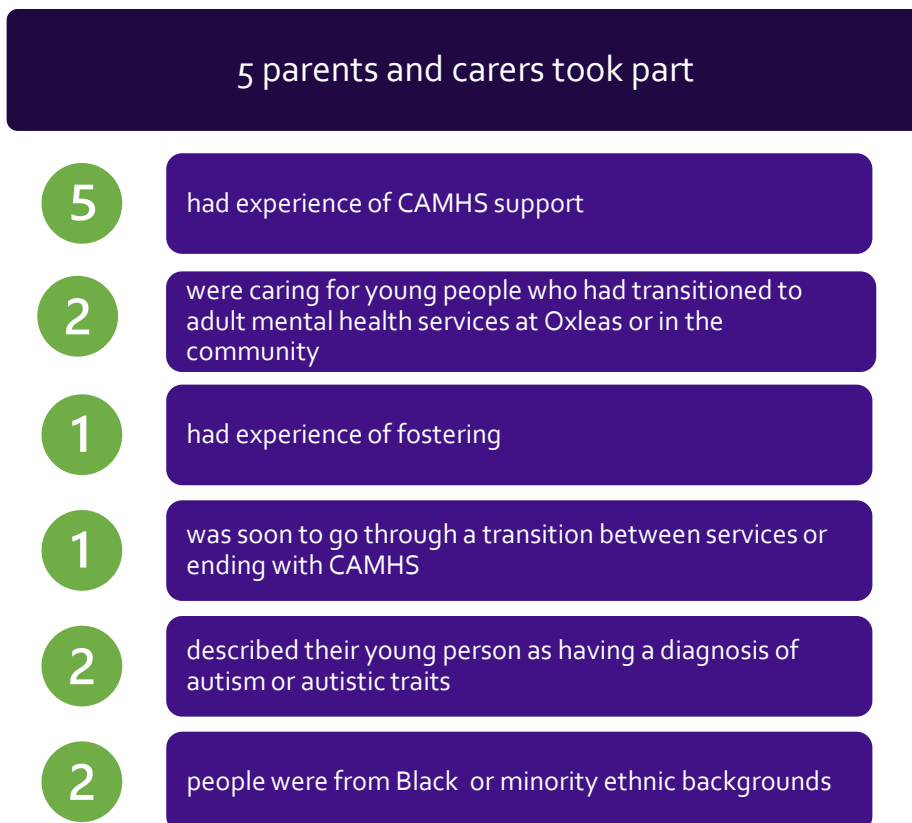 5 parents and carers took part
5
had experience of CAMHS support
2
were caring for young people who had transitioned to
adult mental health services at Oxleas or in the
community
1
had experience of fostering
1
was soon to go through a transition between services or
ending with CAMHS
2
described their young person as having a diagnosis of
autism or autistic traits
2
people were from Black  or minority ethnic backgrounds